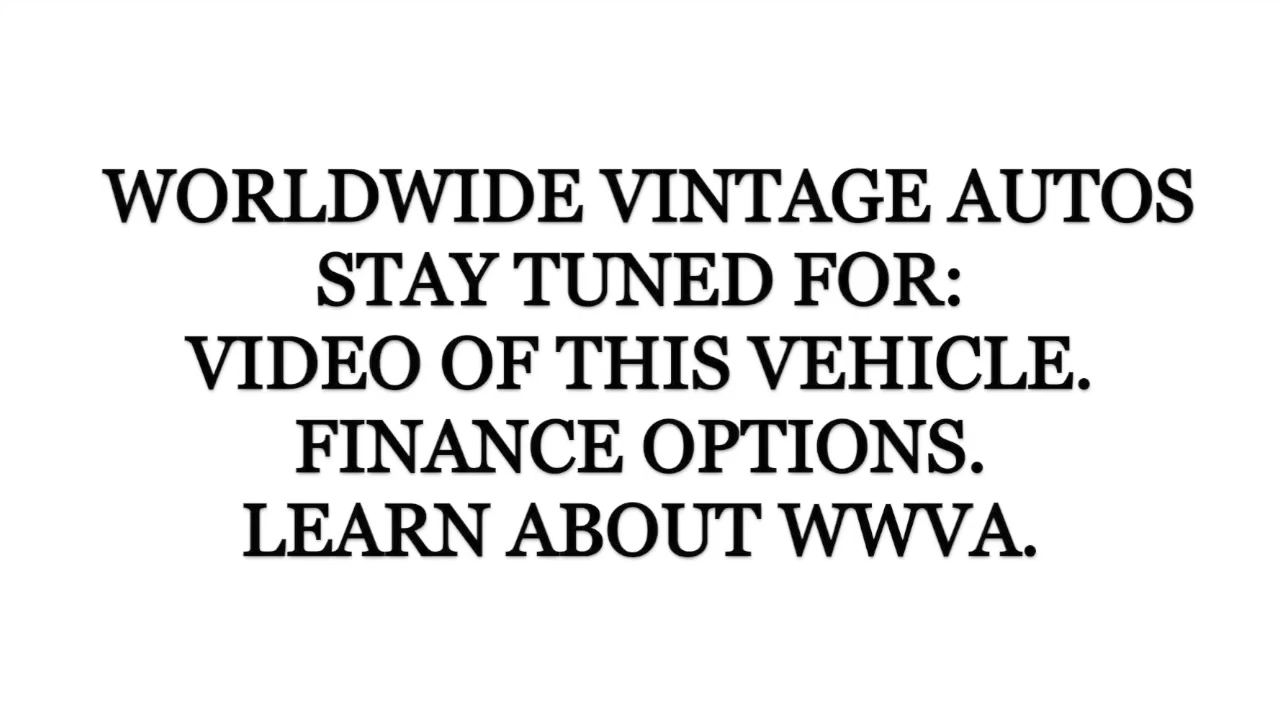 WORLDWIDE VINTAGE AUTOS
STAY TUNED FOR:
VIDEO OF THIS VEHICLE.
FINANCE OPTIONS.
LEARN ABOUT WWVA.